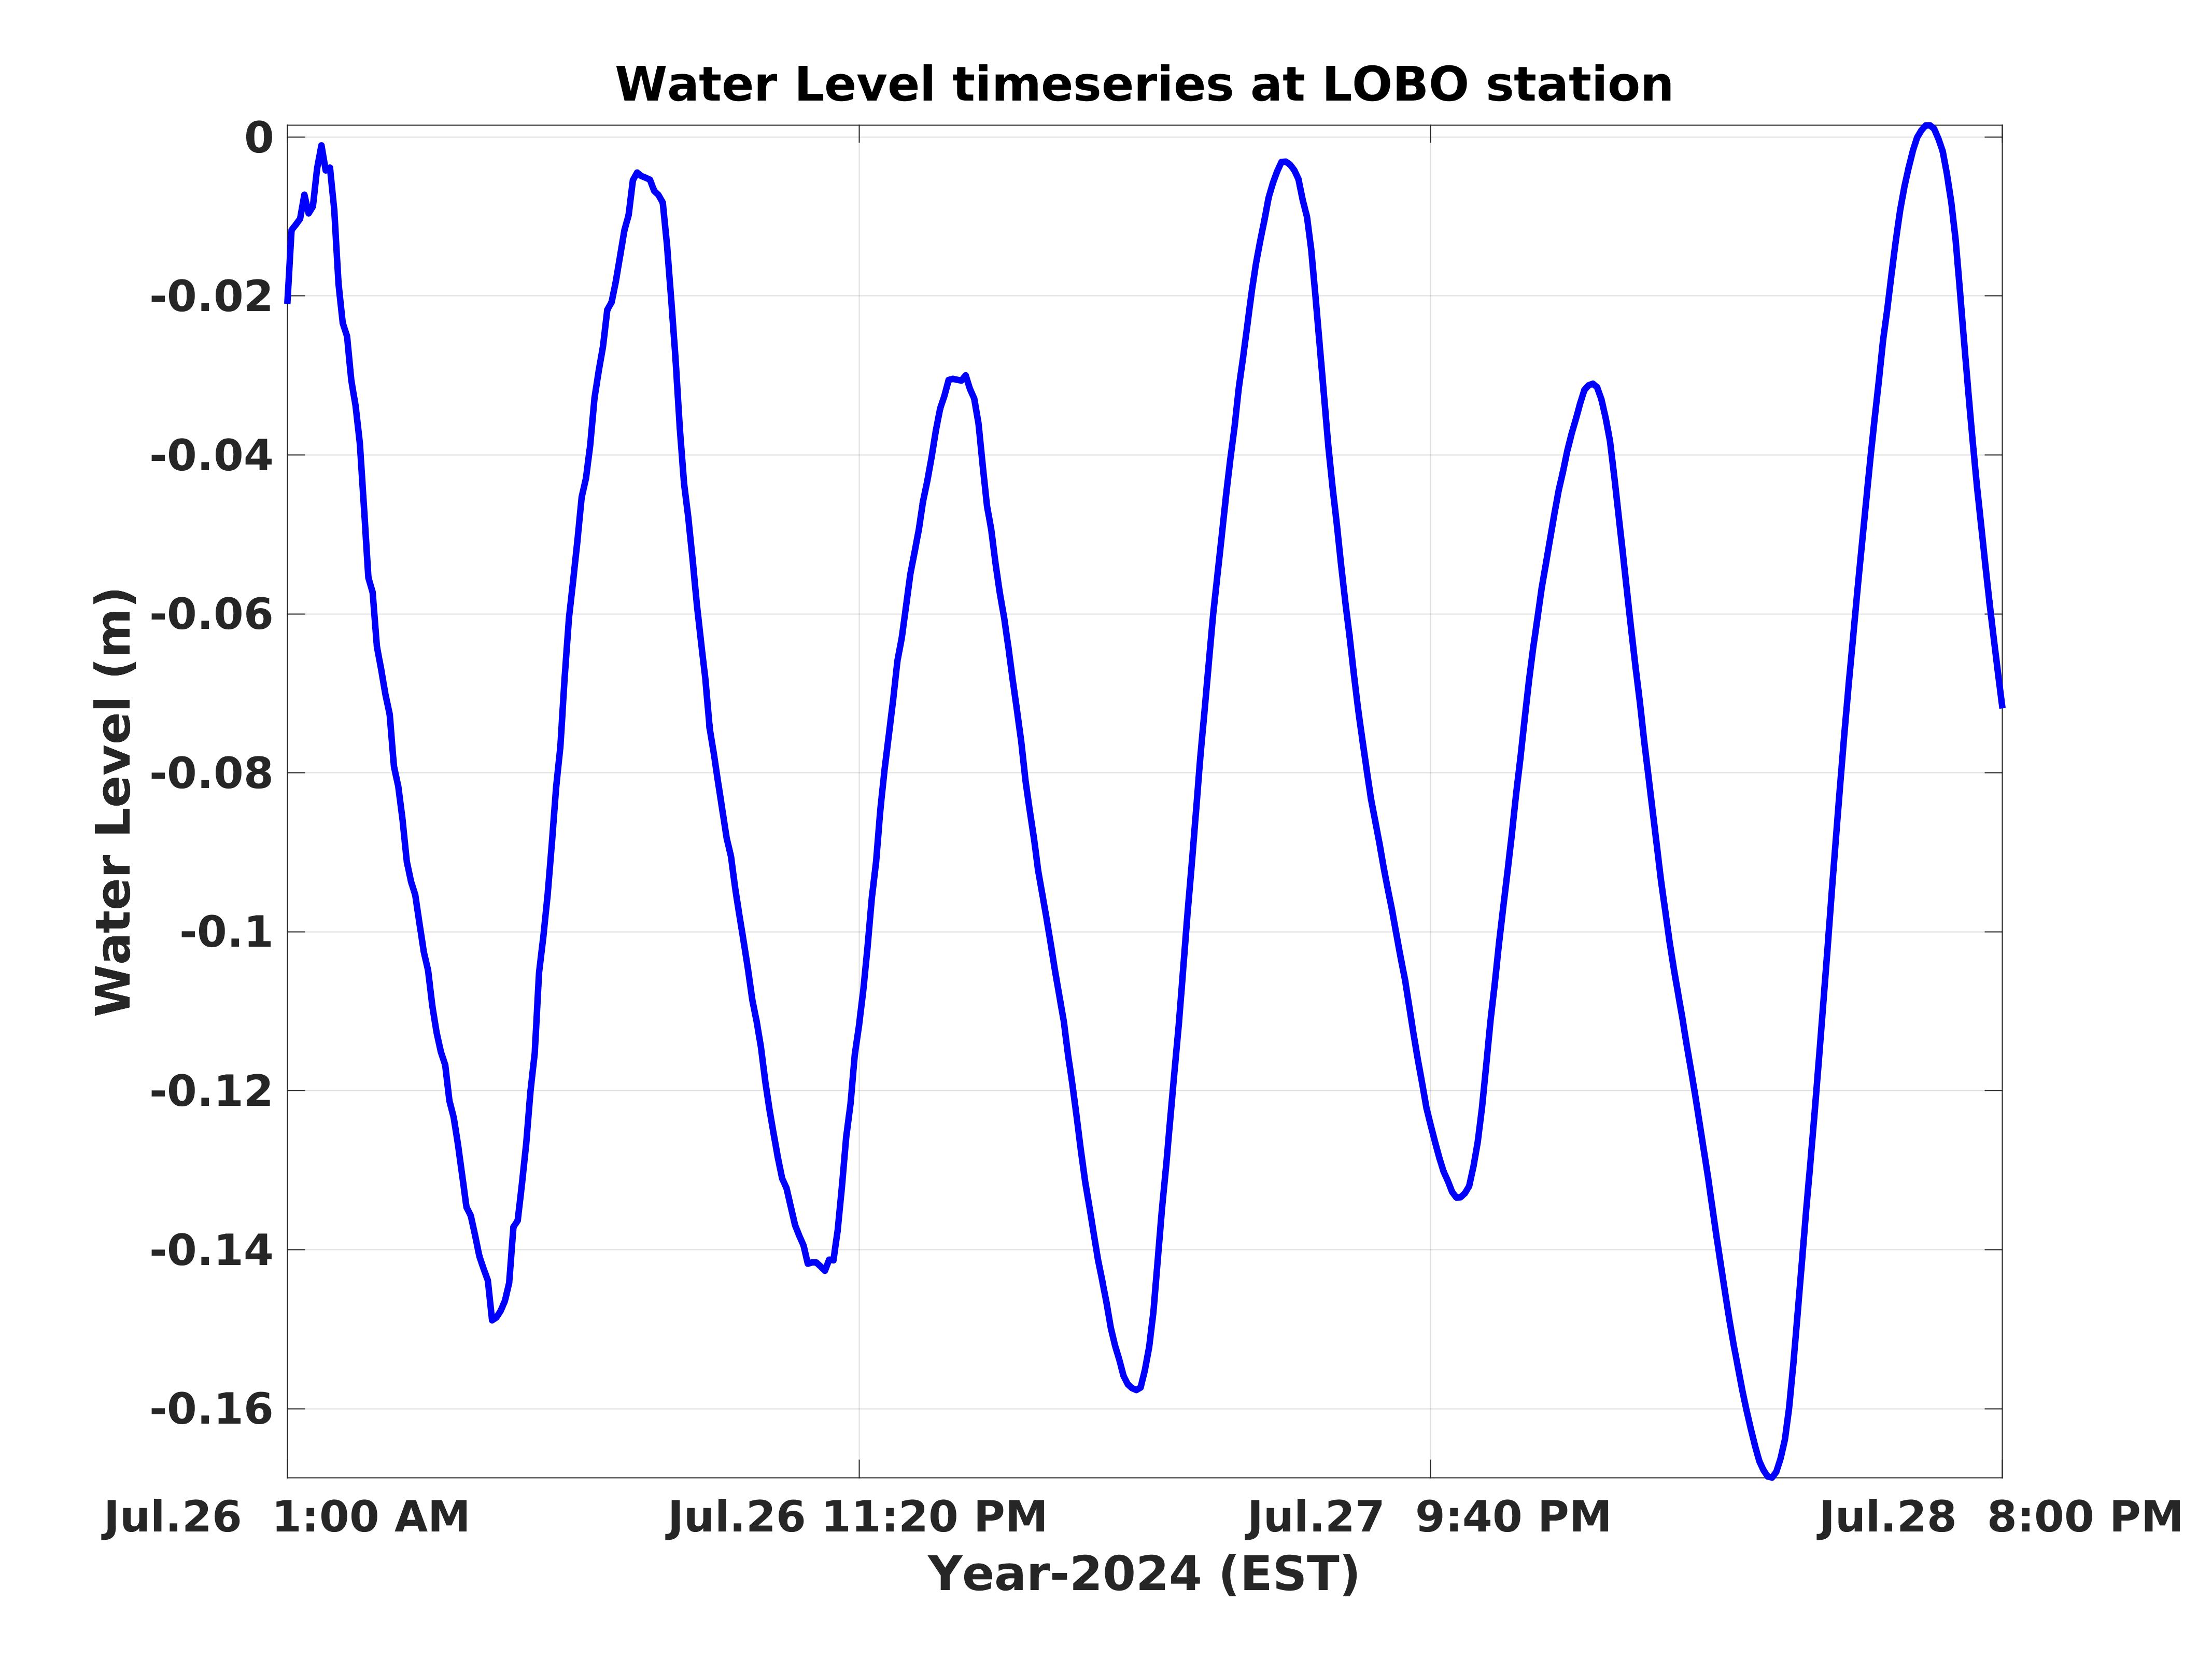 Water Level timeseries at LOBO station
Water Level (m)
0
-0.02
-0.04
-0.06
-0.08
-0.1
-0.12
-0.14
-0.16
Jul.26  1:00 AM
Jul.26 11:20 PM
Jul.27  9:40 PM
Jul.28  8:00 PM
Year-2024 (EST)